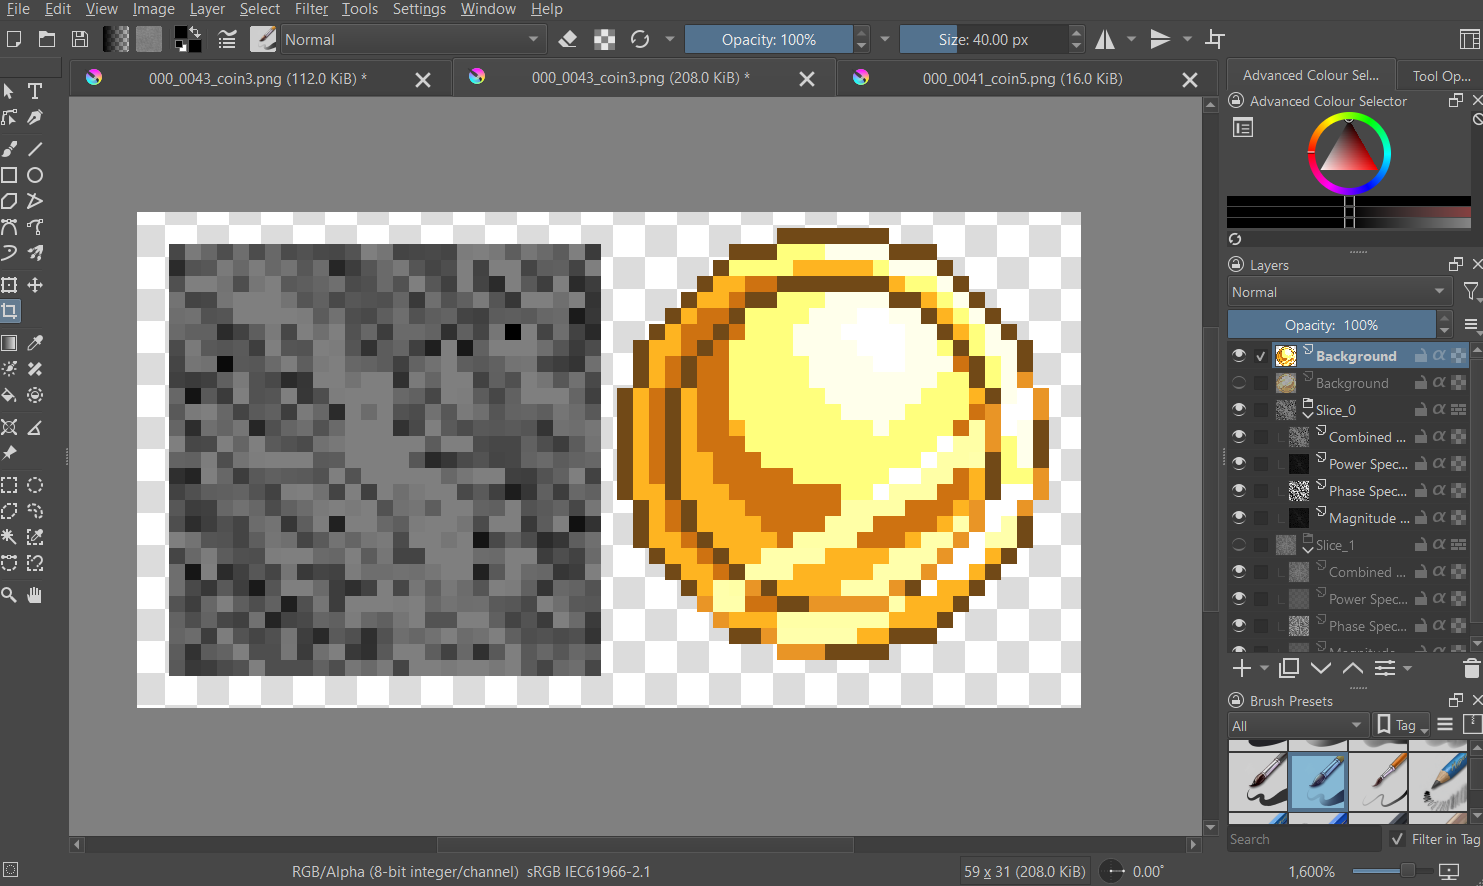 File Edit View Image Layer Select Filter Tools Settings Window Help
Normal
Opacity: 100%
Size: 40.00 px
000_0043_coin3.png (112.0 KiB) *
000_0043_coin3.png (208.0 KiB) *
000_0041_coin5.png (16.0 KiB)
Advanced Colour Sel...
Tool Op...
Advanced Colour Selector
Layers
Normal
Opacity: 100%
Background
Background
Slice_0
Combined ...
Power Spec...
Phase Spec...
Magnitude ...
Slice_1
Combined ...
Power Spec...
Phase Spec...
Magnitude ...
Brush Presets
All
Tag
Search
Filter in Tag
RGB/Alpha (8-bit integer/channel) sRGB IEC61966-2.1
59 x 31 (208.0 KiB)
0.00°
1,600%